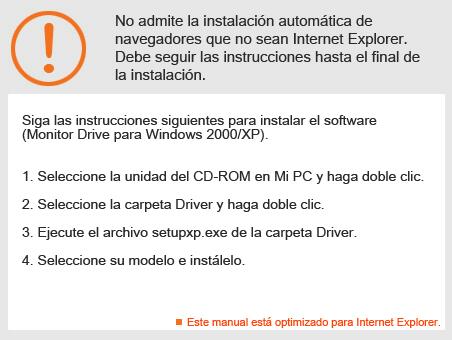 No admite la instalación automática de
navegadores que no sean Internet Explorer.
Debe seguir las instrucciones hasta el final de
la instalación.
Siga las instrucciones siguientes para instalar el software
(Monitor Drive para Windows 2000/XP).
1. Seleccione la unidad del CD-ROM en Mi PC y haga doble clic.
2. Seleccione la carpeta Driver y haga doble clic.
3. Ejecute el archivo setupxp.exe de la carpeta Driver.
4. Seleccione su modelo e instálelo.
Este manual está optimizado para Internet Explorer.